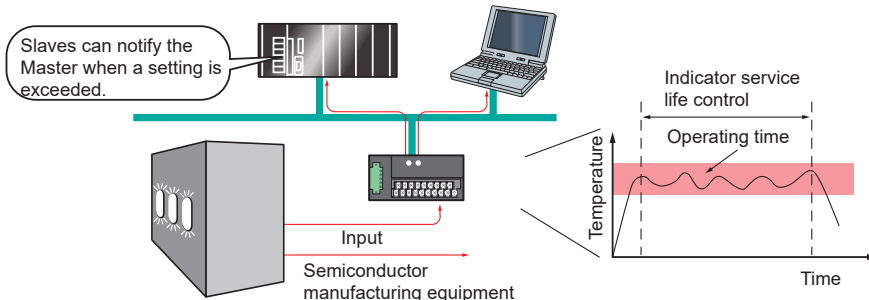 Slaves can notify the
Master when a setting is
exceeded.
Indicator service
life control
Operating time
Temperature
Time
Input
Semiconductor
manufacturing equipment